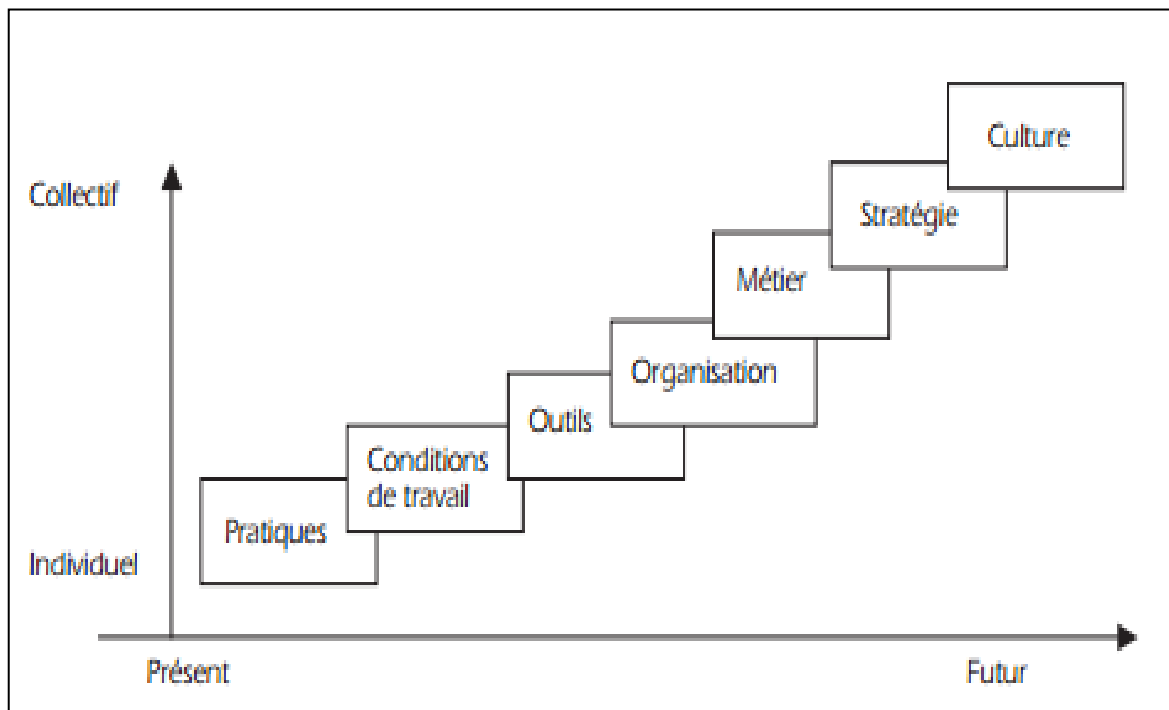 Culture
Collectif
Stratégie
Métier
Organisation
Outils
Conditions
de travail
Pratiques
Individuel
Présent
Futur